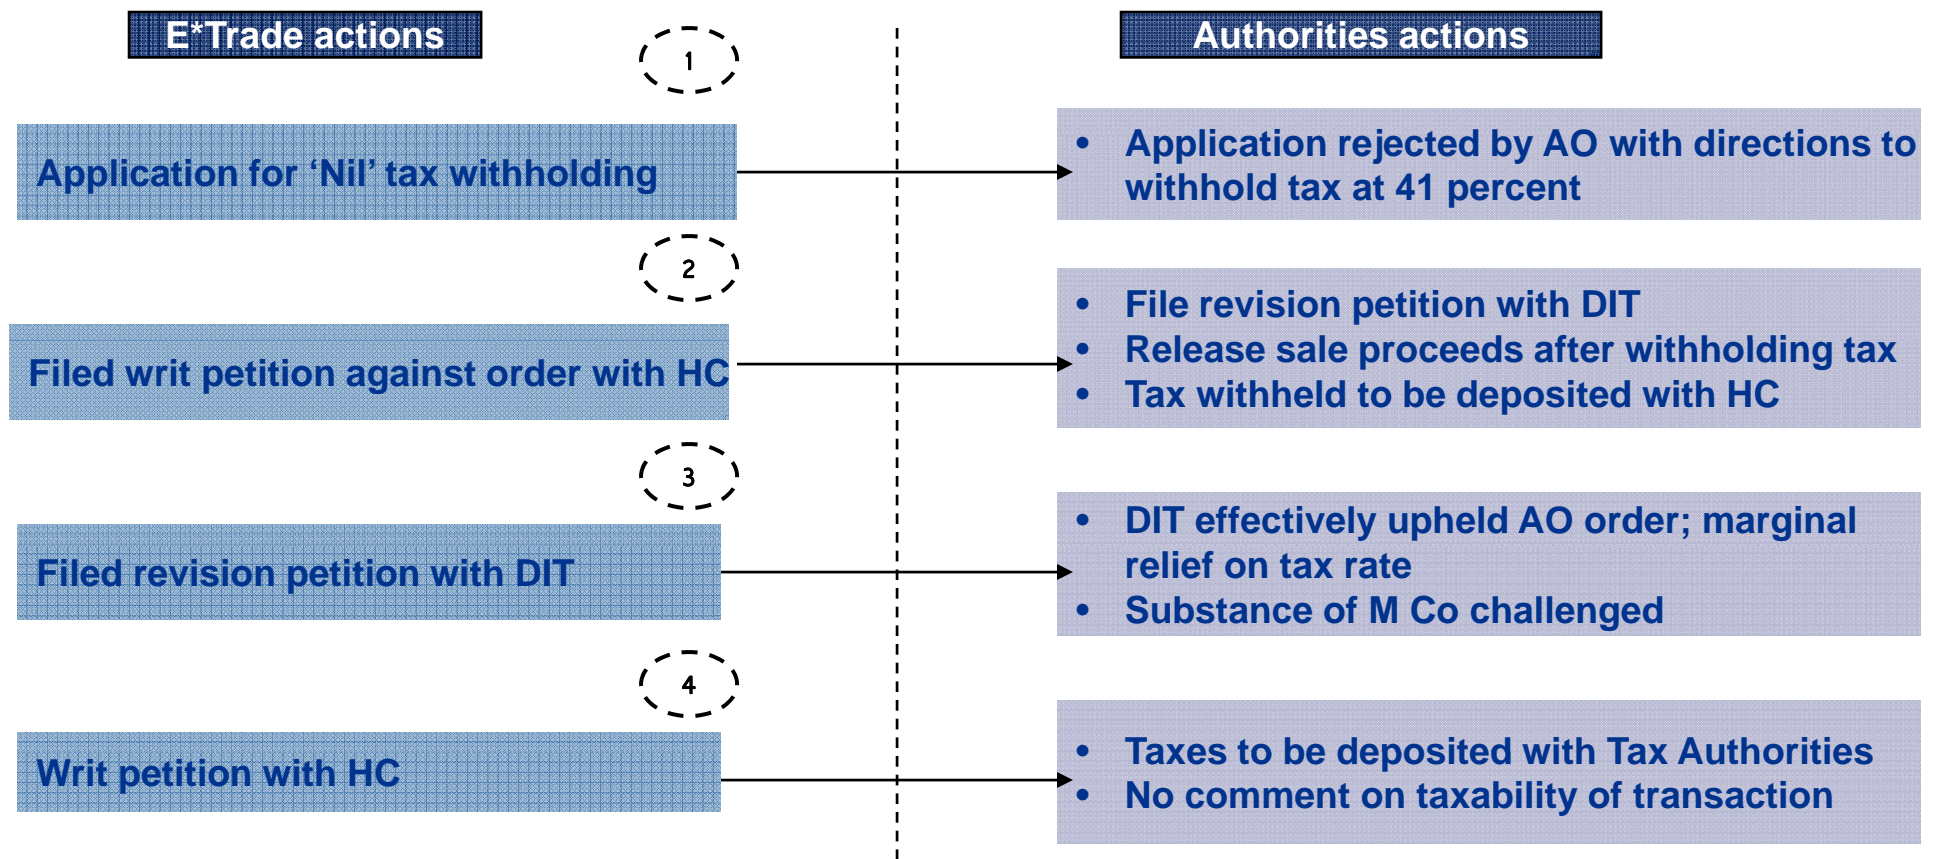 E*Trade actions
Authorities actions
1
Application for ‘Nil’ tax withholding
• Application rejected by AO with directions to
withhold tax at 41 percent
2
Filed writ petition against order with HC
• File revision petition with DIT
• Release sale proceeds after withholding tax
• Tax withheld to be deposited with HC
3
Filed revision petition with DIT
• DIT effectively upheld AO order; marginal
relief on tax rate
• Substance of M Co challenged
4
Writ petition with HC
• Taxes to be deposited with Tax Authorities
• No comment on taxability of transaction